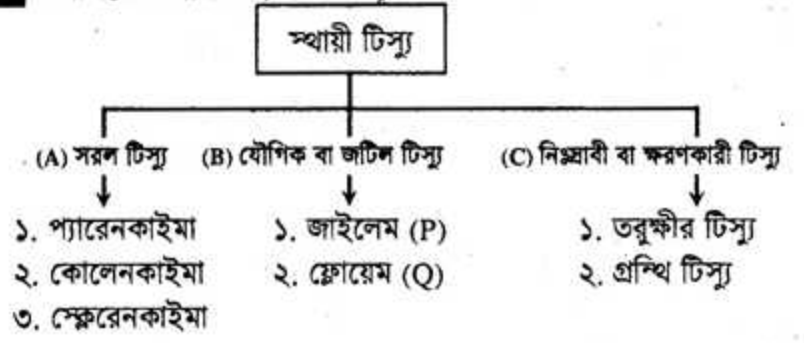 স্থায়ী টিস্যু
(A) সরল টিস্যু (B) যৌগিক বা জটিল টিস্যু (C) নিঃস্রাবী বা ক্ষরণকারী টিস্যু
১. প্যারেনকাইমা ১. জাইলেম (P) ১. তরুক্ষীর টিস্যু
২. কোলেনকাইমা ২. ফ্লোয়েম (Q) ২. গ্রন্থি টিস্যু
৩. স্ক্লেরেনকাইমা